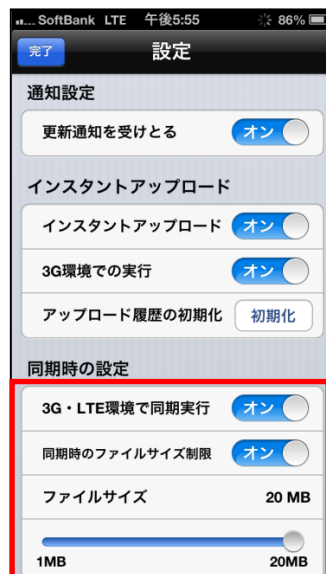 SoftBank LTE 午後5:55 86%
完了 設定
通知設定
更新通知を受けとる オン
インスタントアップロード
インスタントアップロード オン
3G環境での実行 オン
アップロード履歴の初期化 初期化
同期時の設定
3G・LTE環境で同期実行 オン
同期時のファイルサイズ制限 オン
ファイルサイズ 20 MB
1MB 20MB